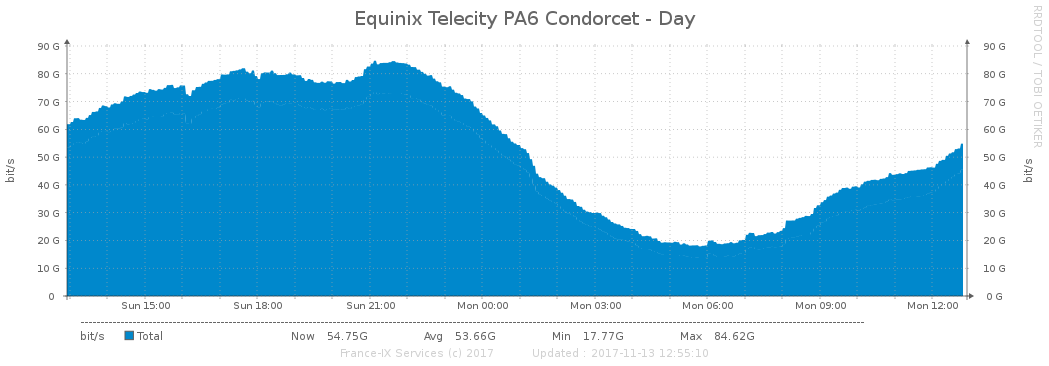 Equinix Telecity PA6 Condorcet - Day
RRDTOOL / TOBI OETIKER
bit/s
bit/s
90 G 90 G
80 G 80 G
70 G 70 G
60 G 60 G
50 G 50 G
40 G 40 G
30 G 30 G
20 G 20 G
10 G 10 G
0 0 G
Sun 15:00 Sun 18:00 Sun 21:00 Mon 00:00 Mon 03:00 Mon 06:00 Mon 09:00 Mon 12:00
bit/s Total Now 54.75G Avg 53.66G Min 17.77G Max 84.62G
France-IX Services (c) 2017 Updated : 2017-11-13 12:55:10